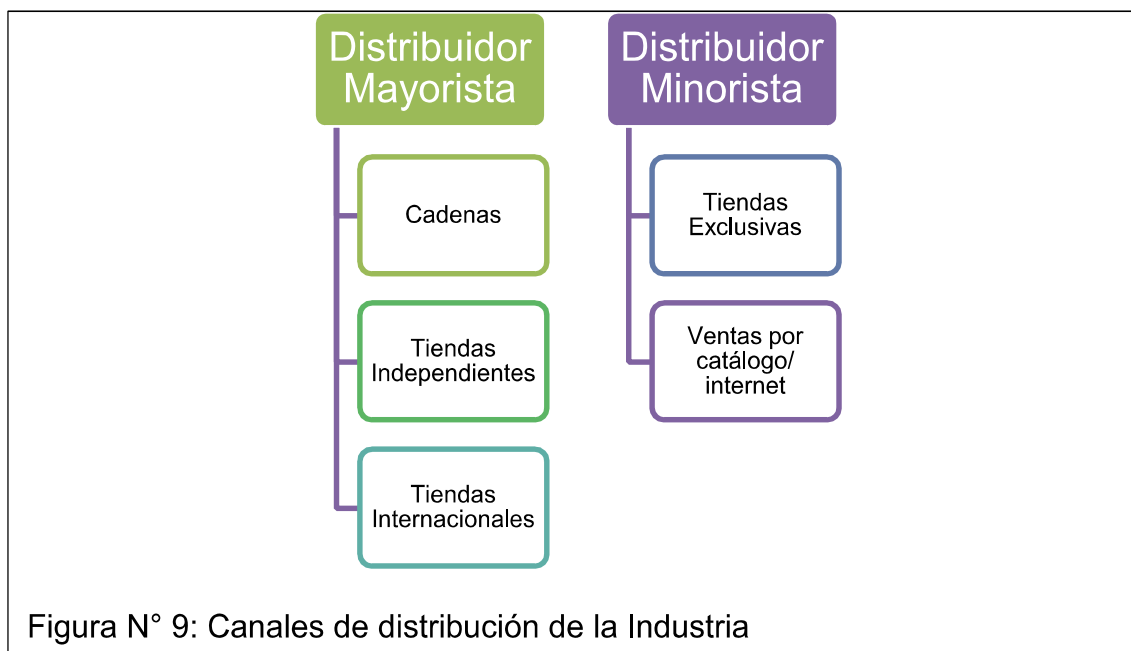 Distribuidor
Mayorista
Cadenas
Tiendas
Independientes
Tiendas
Internacionales
Distribuidor
Minorista
Tiendas
Exclusivas
Ventas por
catálogo/
internet
Figura N° 9: Canales de distribución de la Industria